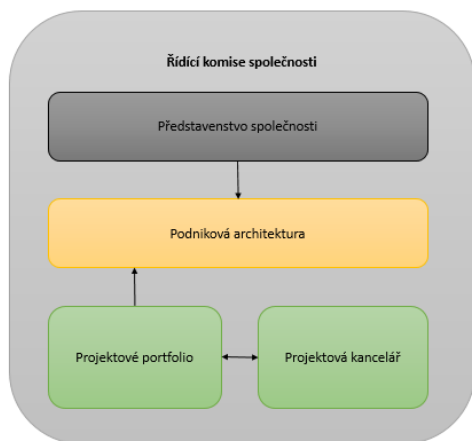 Řídící komise společnosti
Představenstvo společnosti
Podniková architektura
Projektové portfolio
Projektová kancelář